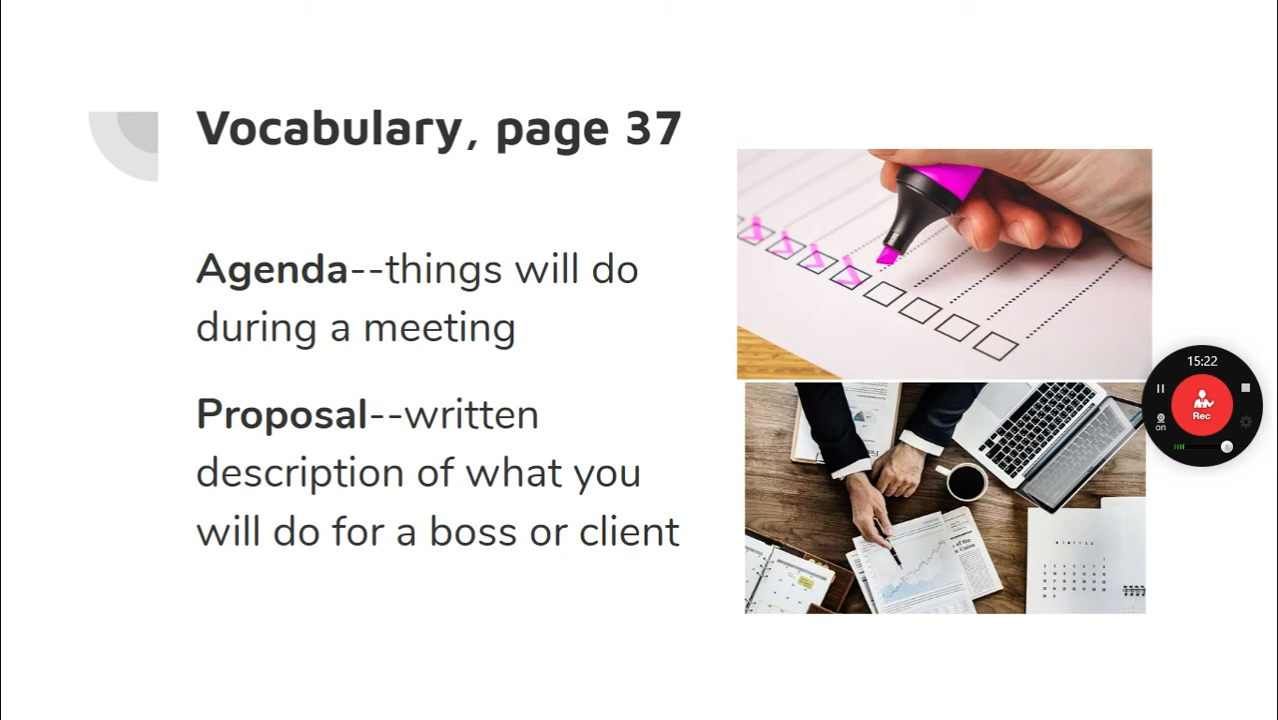 Vocabulary, page 37
Agenda--things will do
during a meeting
Proposal--written
description of what you
will do for a boss or client
15:22
Rec
on